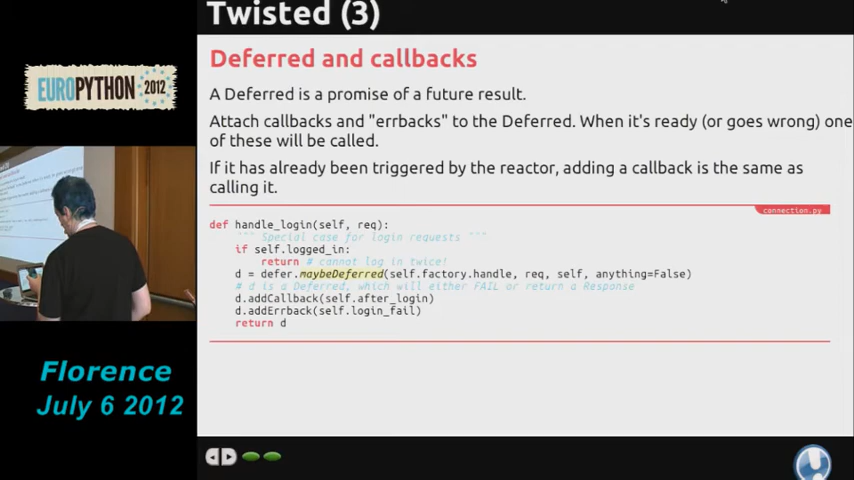 Twisted (3)
EUROPYTHON 2012
Deferred and callbacks
A Deferred is a promise of a future result.
Attach callbacks and "errbacks" to the Deferred. When it's ready (or goes wrong) one
of these will be called.
If it has already been triggered by the reactor, adding a callback is the same as
calling it.
connection.py
def handle_login(self, req):
""" Special case for login requests """
if self.logged_in:
return # cannot log in twice!
d = defer.maybeDeferred(self.factory.handle, req, self, anything=False)
# d is a Deferred, which will either FAIL or return a Response
d.addCallback(self.after_login)
d.addErrback(self.login_fail)
return d
Florence
July 6 2012